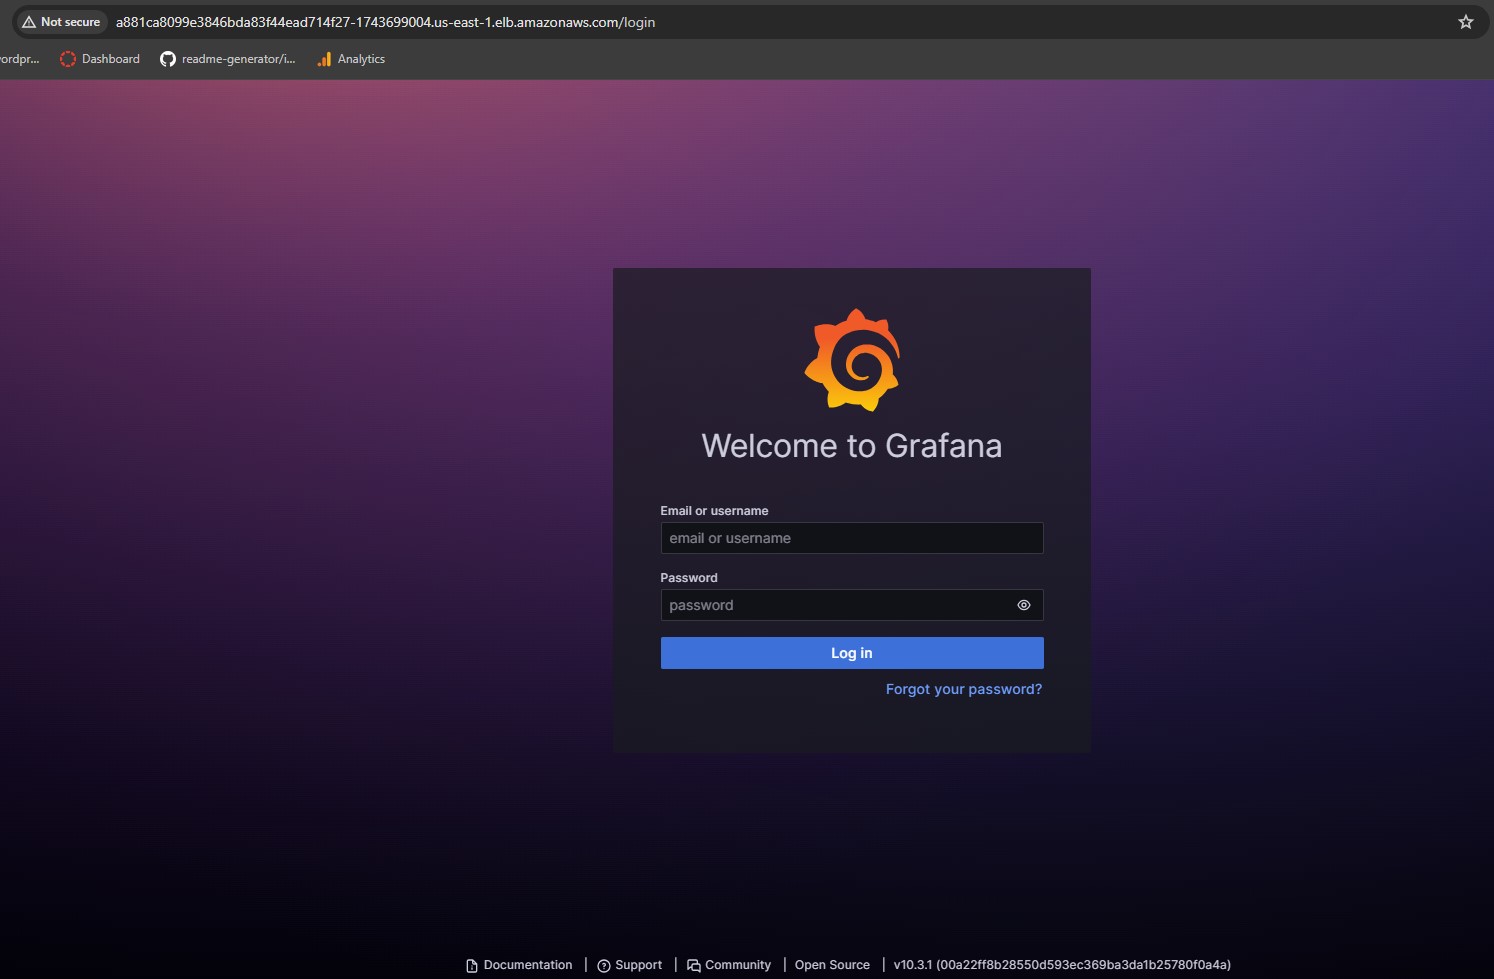 Not secure a881ca8099e3846bda83f44ead714f27-1743699004.us-east-1.elb.amazonaws.com/login
ordpr... Dashboard readme-generator/i... Analytics
Welcome to Grafana
Email or username
email or username
Password
password
Log in
Forgot your password?
Documentation | Support | Community | Open Source | v10.3.1 (00a22ff8b28550d593ec369ba3da1b25780f0a4a)